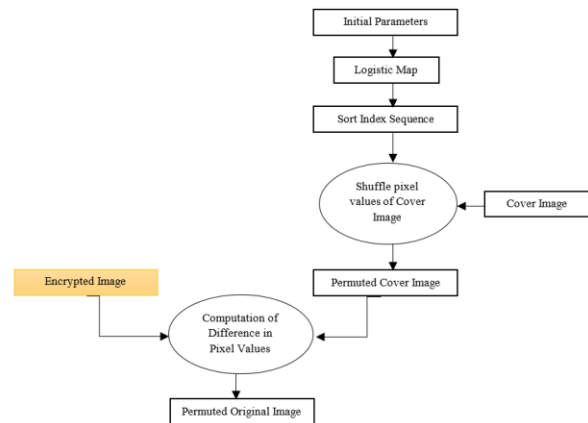 Initial Parameters
Logistic Map
Sort Index Sequence
Shuffle pixel
values of Cover
Image
Cover Image
Encrypted Image
Permuted Cover Image
Computation of
Difference in
Pixel Values
Permuted Original Image